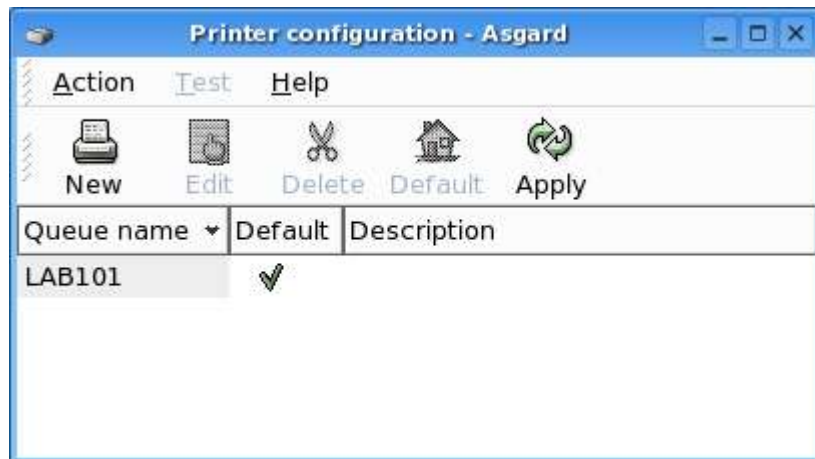 Printer configuration - Asgard
Action Test Help
New Edit Delete Default Apply
Queue name Default Description
LAB101